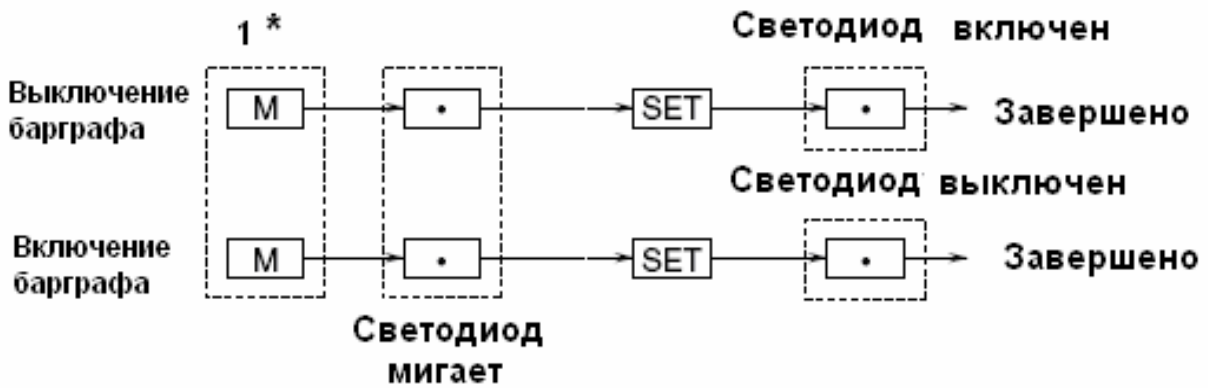 1 *
Светодиод включен
Выключение
барграфа
M
•
SET
•
Завершено
Светодиод выключен
Включение
барграфа
M
•
SET
•
Завершено
Светодиод
мигает